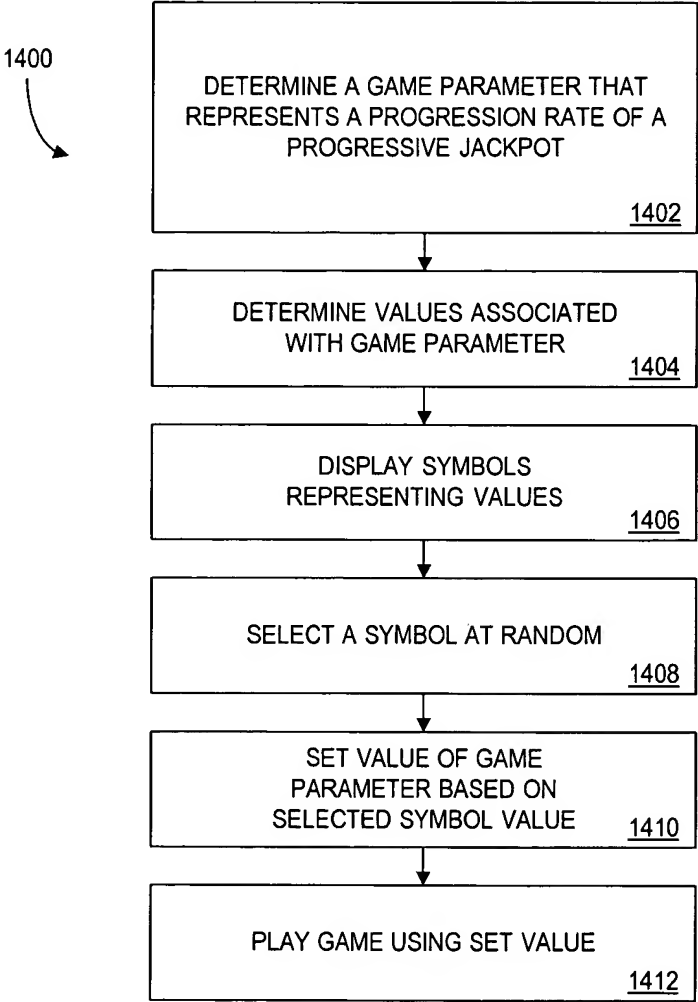 1400
DETERMINE A GAME PARAMETER THAT
REPRESENTS A PROGRESSION RATE OF A
PROGRESSIVE JACKPOT
1402
DETERMINE VALUES ASSOCIATED
WITH GAME PARAMETER
1404
DISPLAY SYMBOLS
REPRESENTING VALUES
1406
SELECT A SYMBOL AT RANDOM
1408
SET VALUE OF GAME
PARAMETER BASED ON
SELECTED SYMBOL VALUE
1410
PLAY GAME USING SET VALUE
1412